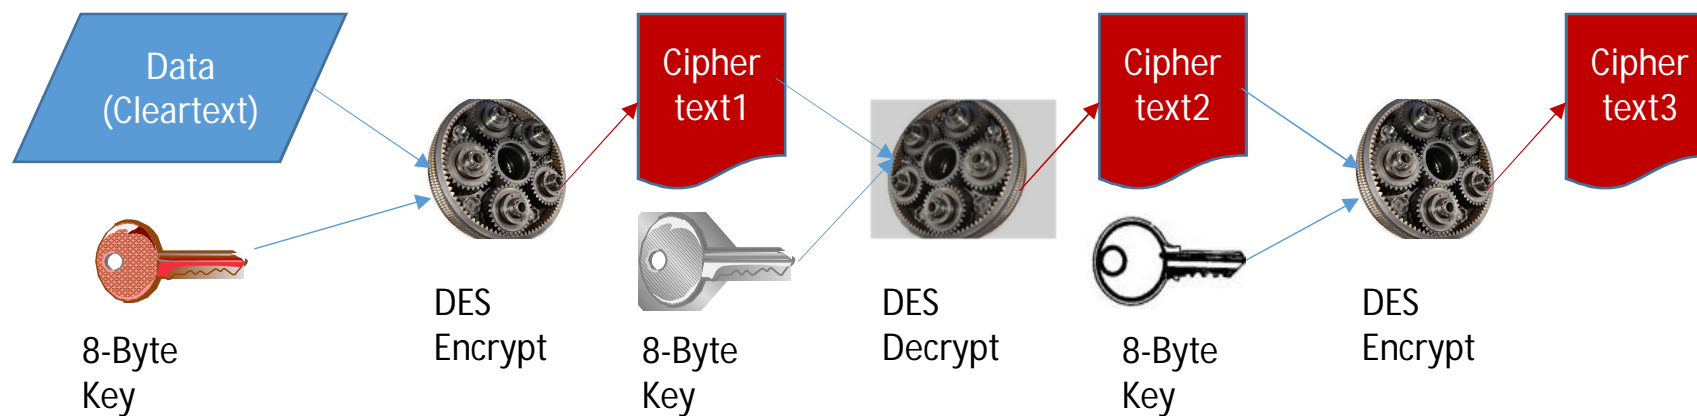 Data
(Cleartext)
8-Byte
Key
DES
Encrypt
Cipher
text1
8-Byte
Key
DES
Decrypt
Cipher
text2
8-Byte
Key
DES
Encrypt
Cipher
text3